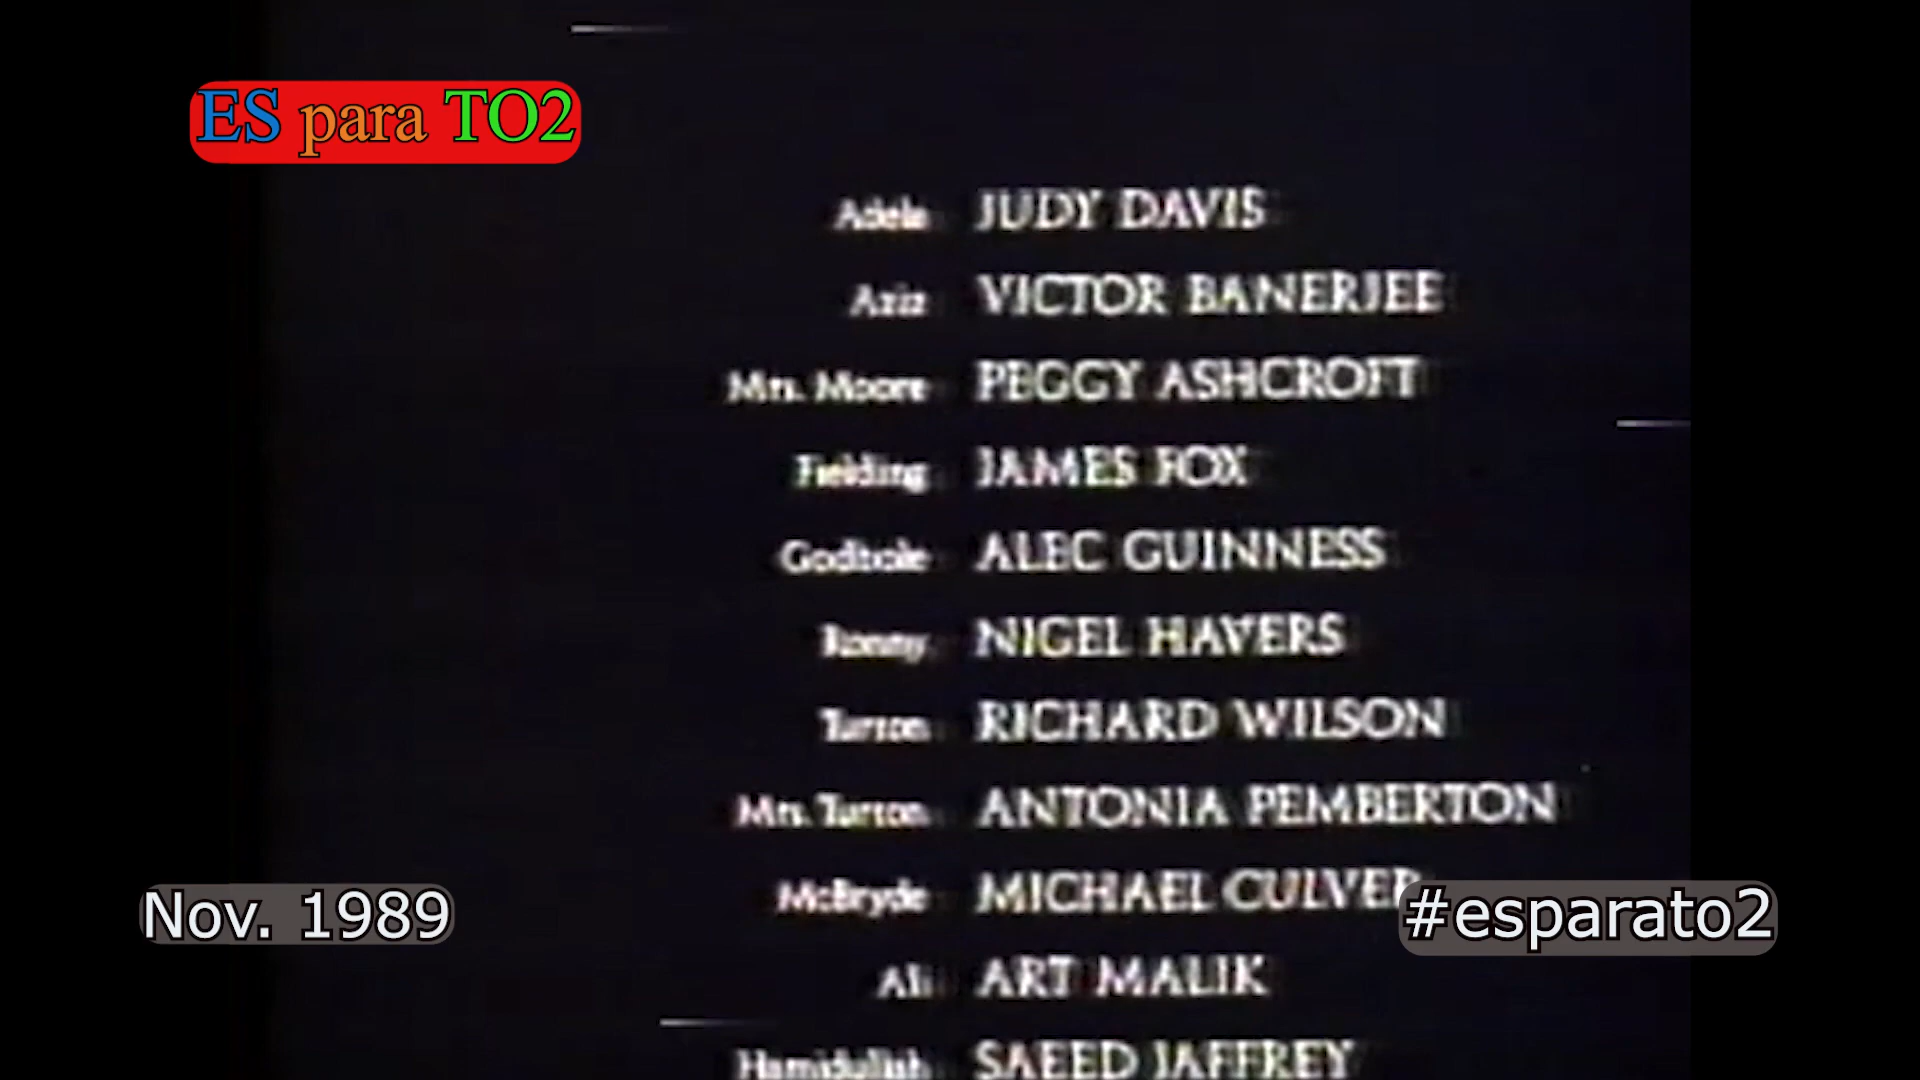 ES para TO2
Adela JUDY DAVIS
Aziz VICTOR BANERJEE
Mrs. Moore PEGGY ASHCROFT
Fielding JAMES FOX
Godbole ALEC GUINNESS
Ronny NIGEL HAVERS
Turton RICHARD WILSON
Mrs. Turton ANTONIA PEMBERTON
McBryde MICHAEL CULVER
Nov. 1989
#esparato2
Ali ART MALIK
Hamidullah SAEED JAFFREY